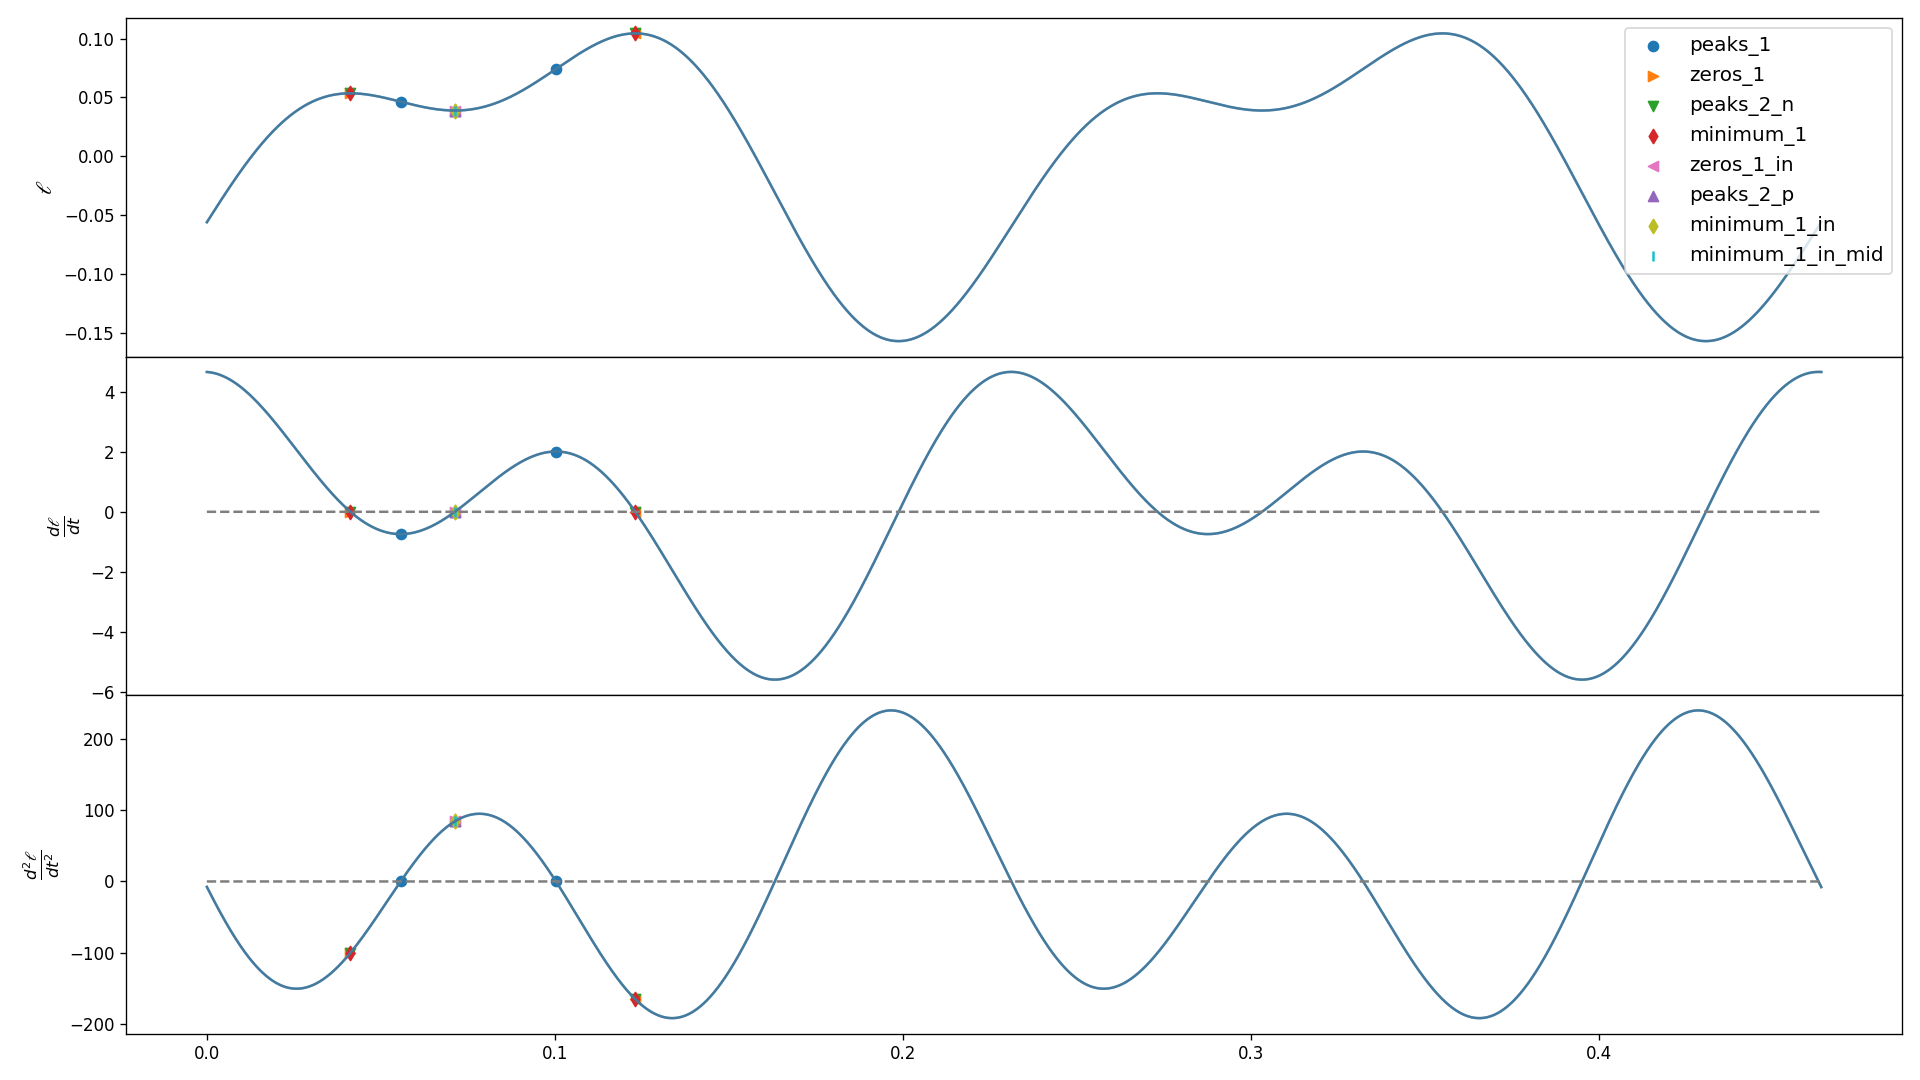 0.10
0.05
0.00
−0.05
−0.10
−0.15
ℓ
peaks_1
zeros_1
peaks_2_n
minimum_1
zeros_1_in
peaks_2_p
minimum_1_in
minimum_1_in_mid
4
2
0
−2
−4
−6
dℓ
dt
200
100
0
−100
−200
d²ℓ
dt²
0.0 0.1 0.2 0.3 0.4